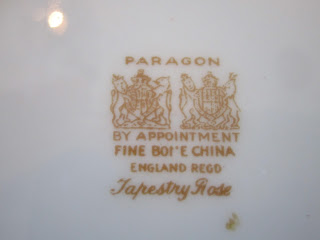 PARAGON
BY APPOINTMENT
FINE BONE CHINA
ENGLAND REGD
Tapestry Rose